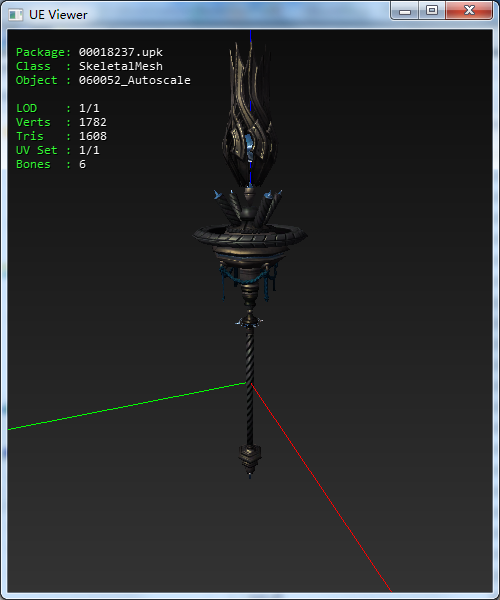 UE Viewer
Package: 00018237.upk
Class : SkeletalMesh
Object : 060052_Autoscale
LOD : 1/1
Verts : 1782
Tris : 1608
UV Set : 1/1
Bones : 6